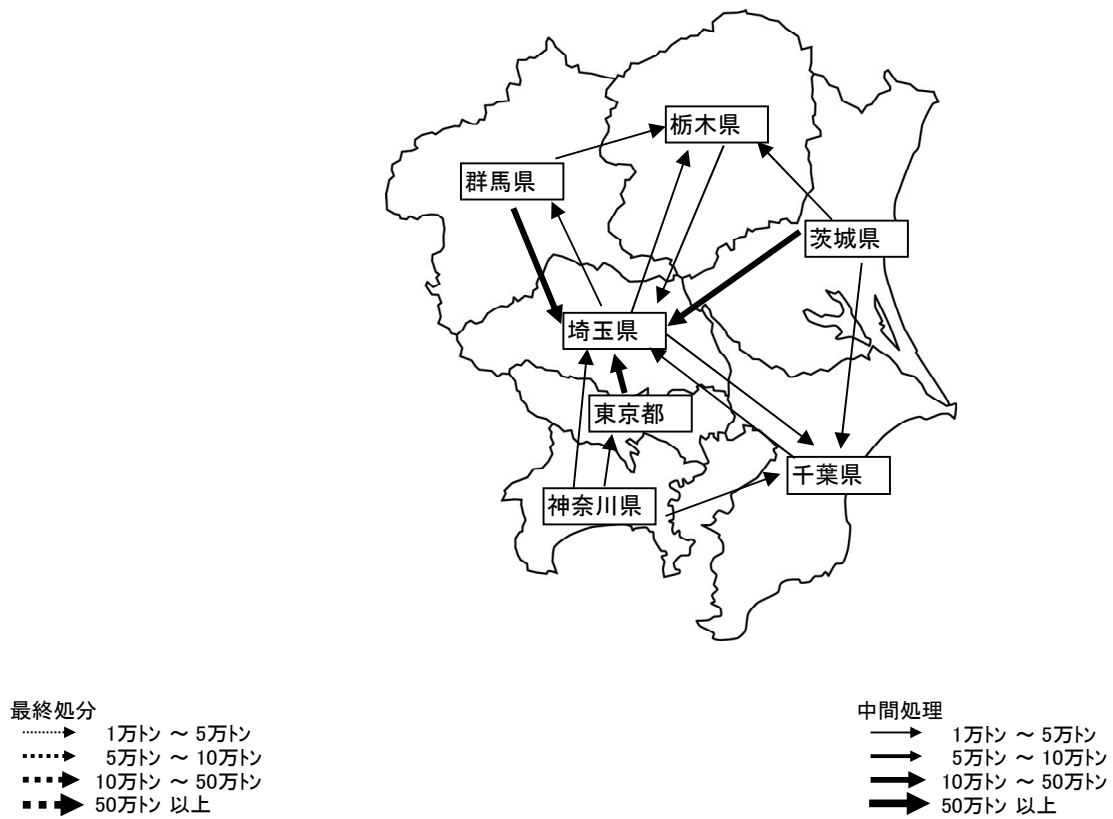 栃木県
群馬県
茨城県
埼玉県
東京都
千葉県
神奈川県
最終処分
1万トン ～ 5万トン
5万トン ～ 10万トン
10万トン ～ 50万トン
50万トン 以上
中間処理
1万トン ～ 5万トン
5万トン ～ 10万トン
10万トン ～ 50万トン
50万トン 以上